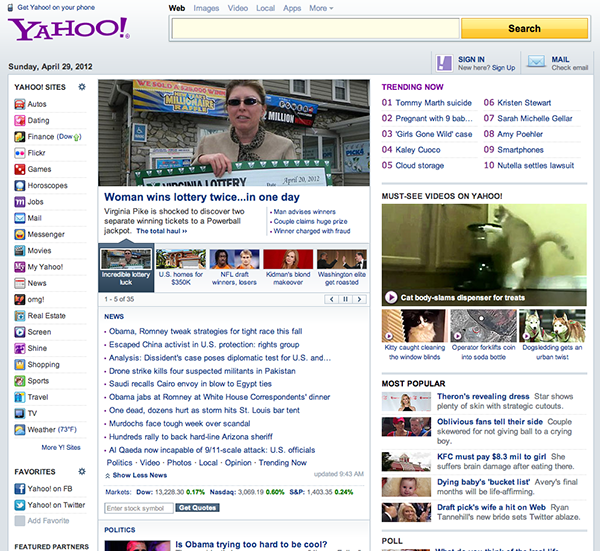 Get Yahoo! on your phone
YAHOO!
Web Images Video Local Apps More
Search
Sunday, April 29, 2012
SIGN IN
New here? Sign Up
MAIL
Check email
YAHOO! SITES
Autos
Dating
Finance (Dow)
Flickr
Games
Horoscopes
Jobs
Mail
Messenger
Movies
My Yahoo!
News
omg!
Real Estate
Screen
Shine
Shopping
Sports
Travel
TV
Weather (73°F)
More Y! Sites
FAVORITES
Yahoo! on FB
Yahoo! on Twitter
Add Favorite
FEATURED PARTNERS
WE SOLD A
MILLIONAIRE
RAFFLE
POWER
MILLION
PICK
VIRGINIA LOTTERY
April 20, 2012
Woman wins lottery twice...in one day
Virginia Pike is shocked to discover two
separate winning tickets to a Powerball
jackpot. The total haul »
• Man advises winners
• Couple claims huge prize
• Winner charged with fraud
Incredible lottery
luck
U.S. homes for
$350K
NFL draft
winners, losers
Kidman's blond
makeover
Washington elite
get roasted
1 - 5 of 35
NEWS
• Obama, Romney tweak strategies for tight race this fall
• Escaped China activist in U.S. protection: rights group
• Analysis: Dissident's case poses diplomatic test for U.S. and...
• Drone strike kills four suspected militants in Pakistan
• Saudi recalls Cairo envoy in blow to Egypt ties
• Obama jabs at Romney at White House Correspondents' dinner
• One dead, dozens hurt as storm hits St. Louis bar tent
• Murdochs face tough week over scandal
• Hundreds rally to back hard-line Arizona sheriff
• Al Qaeda now incapable of 9/11-scale attack: U.S. officials
Politics • Video • Photos • Local • Opinion • Trending Now
Show Less News
updated 9:43 AM
Markets: Dow: 13,228.30 0.17% Nasdaq: 3,069.19 0.60% S&P: 1,403.35 0.24%
Enter stock symbol
Get Quotes
POLITICS
Is Obama trying too hard to be cool?
TRENDING NOW
01 Tommy Marth suicide
02 Pregnant with 9 bab...
03 'Girls Gone Wild' case
04 Kaley Cuoco
05 Cloud storage
06 Kristen Stewart
07 Sarah Michelle Gellar
08 Amy Poehler
09 Smartphones
10 Nutella settles lawsuit
MUST-SEE VIDEOS ON YAHOO!
Cat body-slams dispenser for treats
Kitty caught cleaning
the window blinds
Operator forklifts coin
into soda bottle
Dogsledding gets an
urban twist
MOST POPULAR
Theron's revealing dress Star shows
plenty of skin with strategic cutouts.
Oblivious fans tell their side Couple
skewered for not giving ball to a crying
boy.
KFC must pay $8.3 mil to girl She
suffers brain damage after eating there.
Dying baby's 'bucket list' Avery's final
months will be life-affirming.
Draft pick's wife a hit on Web Ryan
Tannehill's new bride sets Twitter ablaze.
POLL